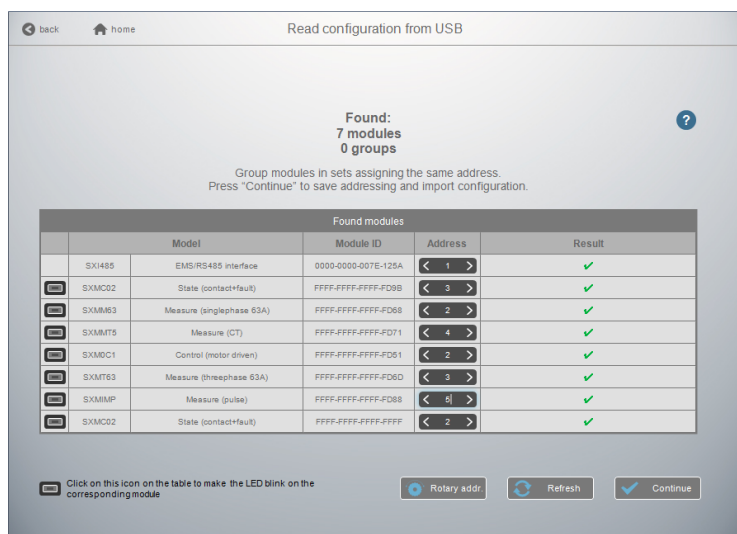 back home Read configuration from USB
Found:
7 modules
0 groups
?
Group modules in sets assigning the same address.
Press "Continue" to save addressing and import configuration.
Found modules
Model Module ID Address Result
SXI485 EMS/RS485 interface 0000-0000-007E-125A 1
SXMC02 State (contact+fault) FFFF-FFFF-FFFF-FD9B 3
SXMM63 Measure (singlephase 63A) FFFF-FFFF-FFFF-FD68 2
SXMMT5 Measure (CT) FFFF-FFFF-FFFF-FD71 4
SXM0C1 Control (motor driven) FFFF-FFFF-FFFF-FD51 2
SXMT63 Measure (threephase 63A) FFFF-FFFF-FFFF-FD6D 3
SXMIMP Measure (pulse) FFFF-FFFF-FFFF-FD88 5
SXMC02 State (contact+fault) FFFF-FFFF-FFFF-FFFF 2
Click on this icon on the table to make the LED blink on the
corresponding module
Rotary addr. Refresh Continue